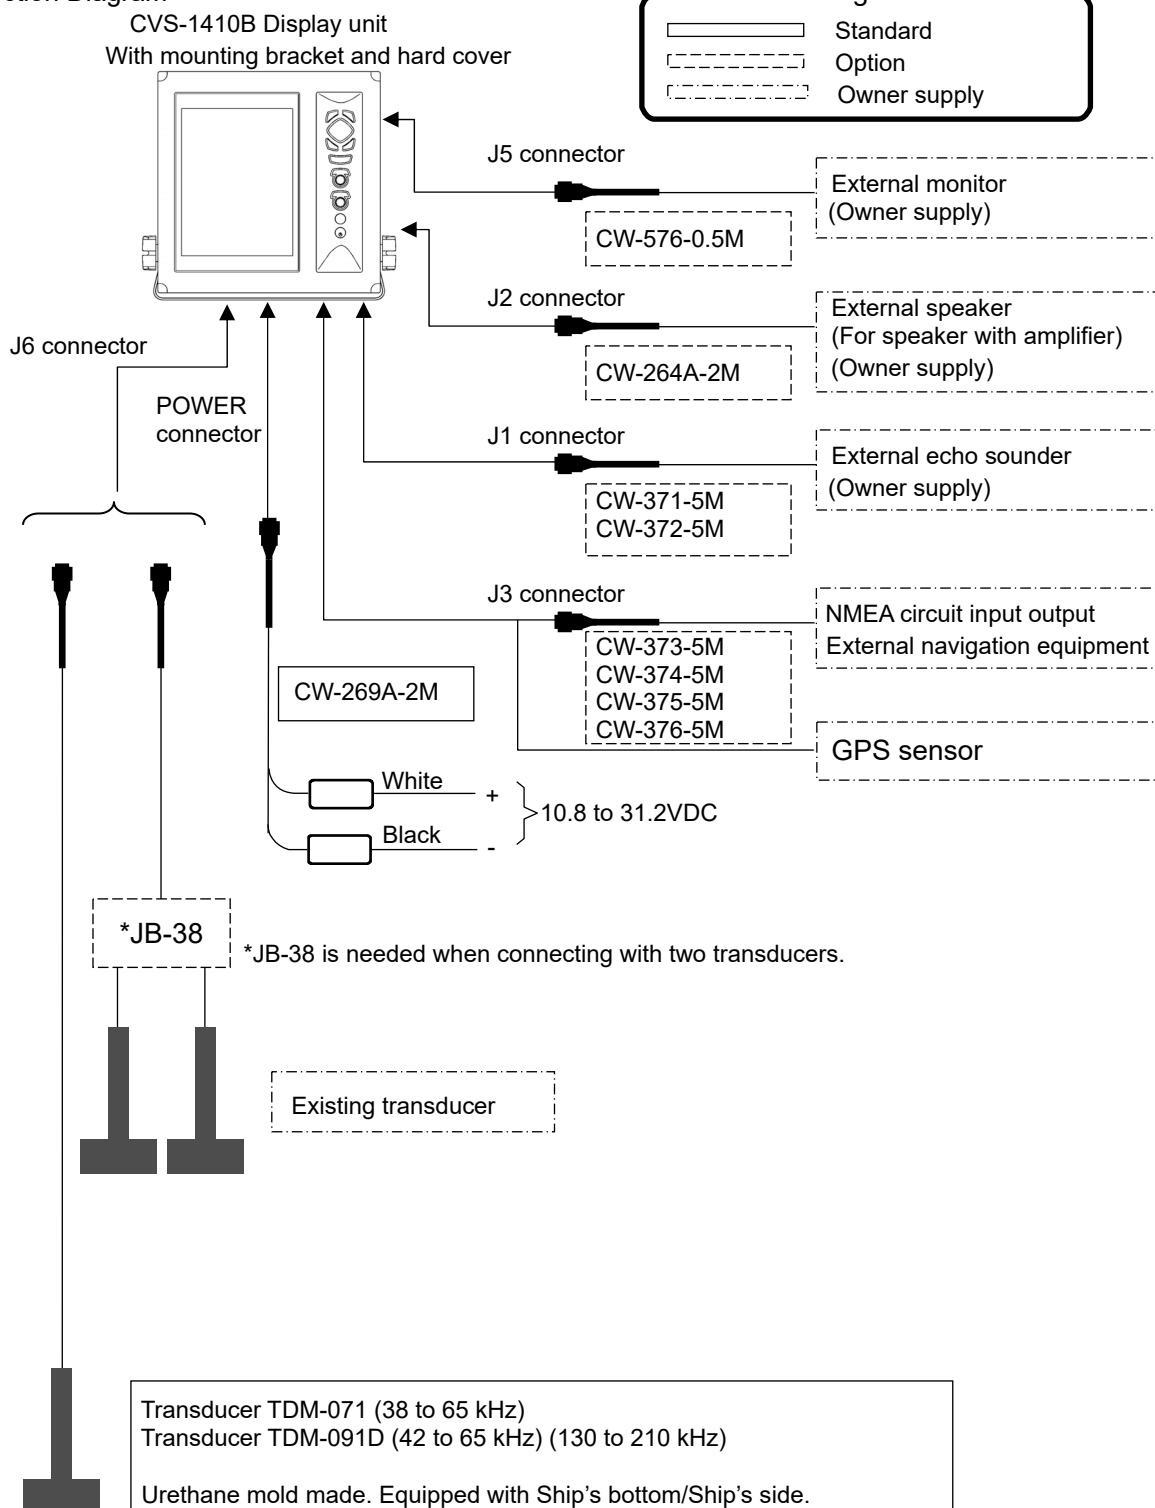 Diagram
CVS-1410B Display unit
With mounting bracket and hard cover
Standard
Option
Owner supply
J5 connector
External monitor
(Owner supply)
CW-576-0.5M
J2 connector
External speaker
(For speaker with amplifier)
(Owner supply)
CW-264A-2M
J6 connector
POWER
connector
J1 connector
External echo sounder
(Owner supply)
CW-371-5M
CW-372-5M
J3 connector
NMEA circuit input output
External navigation equipment
CW-373-5M
CW-374-5M
CW-375-5M
CW-376-5M
CW-269A-2M
GPS sensor
White
+
10.8 to 31.2VDC
Black
-
*JB-38
*JB-38 is needed when connecting with two transducers.
Existing transducer
Transducer TDM-071 (38 to 65 kHz)
Transducer TDM-091D (42 to 65 kHz) (130 to 210 kHz)
Urethane mold made. Equipped with Ship's bottom/Ship's side.